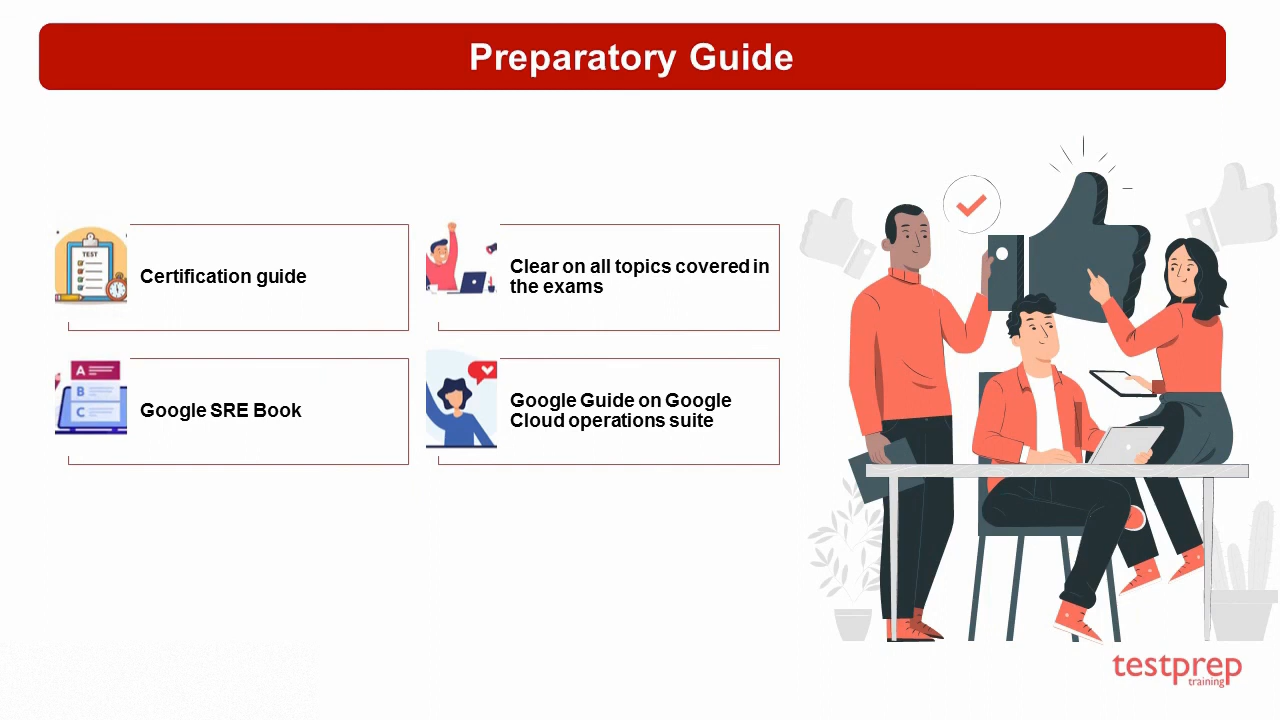 Preparatory Guide
TEST
Certification guide
Clear on all topics covered in
the exams
A
B
C
Google SRE Book
Google Guide on Google
Cloud operations suite
testprep
training